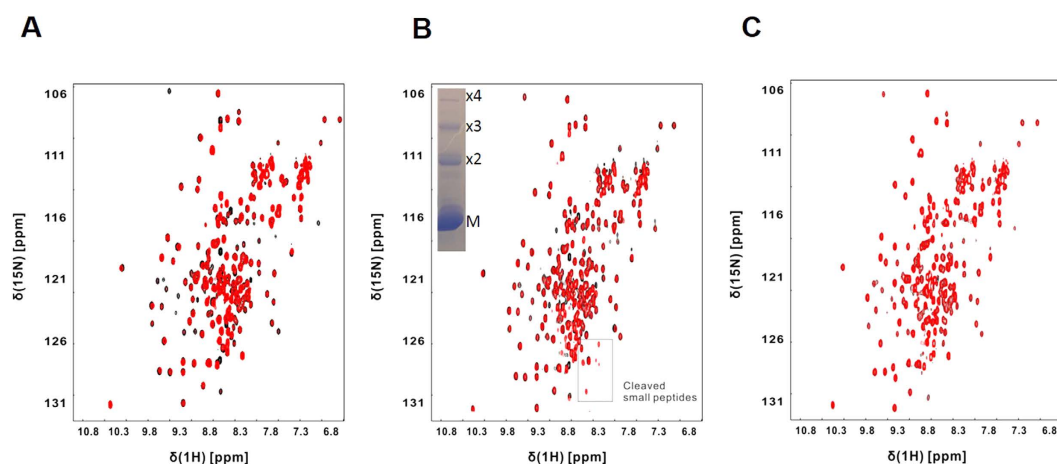 A
B
C
106
111
116
121
126
131
δ(15N) [ppm]
10.8 10.3 9.8 9.3 8.8 8.3 7.8 7.3 6.8
δ(1H) [ppm]
106
111
116
121
126
131
δ(15N) [ppm]
x4
x3
x2
M
Cleaved
small peptides
10.8 10.3 9.8 9.3 8.8 8.3 7.8 7.3 6.8
δ(1H) [ppm]
106
111
116
121
126
131
δ(15N) [ppm]
10.8 10.3 9.8 9.3 8.8 8.3 7.8 7.3 6.8
δ(1H) [ppm]